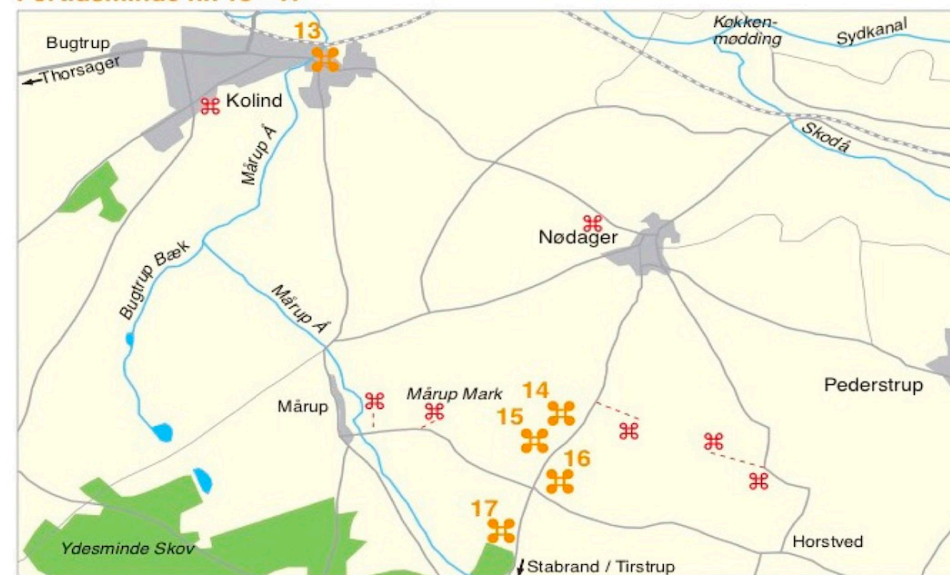 13
Bugtrup
Thorsager
Kolind
Mårup Å
Køkken-
mødding
Sydkanal
Skodå
Nødager
Bugtrup Bæk
Mårup Å
Pederstrup
Mårup
Mårup Mark
14
15
16
17
Ydesminde Skov
Horstved
Stabrand / Tirstrup